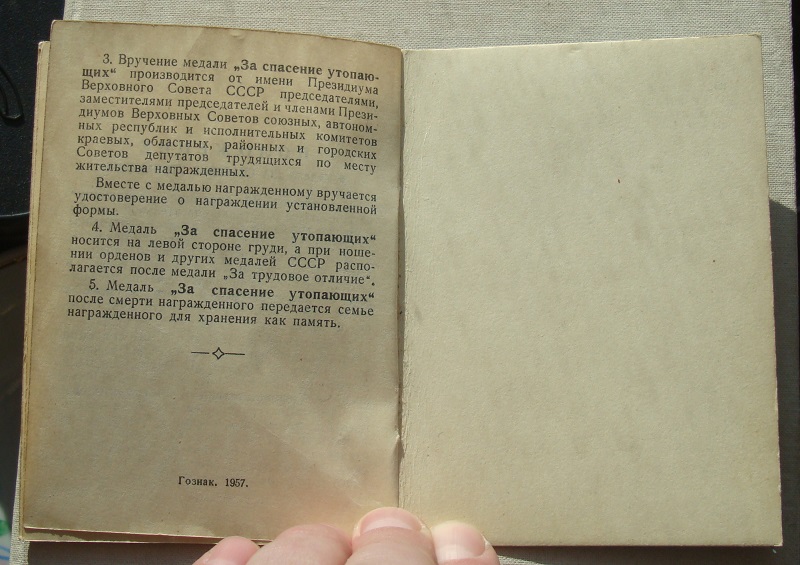 3. Вручение медали „За спасение утопаю-
щих“ производится от имени Президиума
Верховного Совета СССР председателями,
заместителями председателей и членами Прези-
диумов Верховных Советов союзных, автоном-
ных республик и исполнительных комитетов
краевых, областных, районных и городских
Советов депутатов трудящихся по месту
жительства награжденных.
Вместе с медалью награжденному вручается
удостоверение о награждении установленной
формы.
4. Медаль „За спасение утопающих“
носится на левой стороне груди, а при ноше-
нии орденов и других медалей СССР распо-
лагается после медали „За трудовое отличие“.
5. Медаль „За спасение утопающих“
после смерти награжденного передается семье
награжденного для хранения как память.
Гознак. 1957.